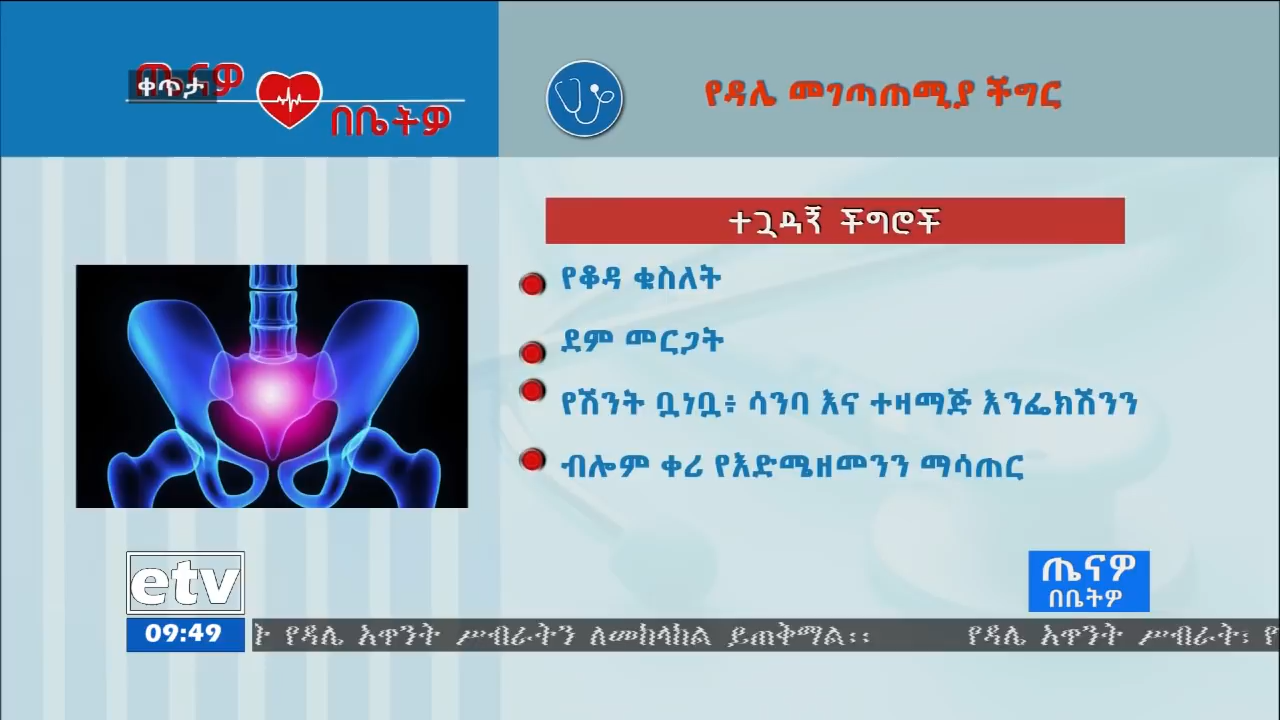 ጤናዎ
ቀጥታ
በቤትዎ
የዳሌ መገጣጠሚያ ችግር
ተጓዳኝ ችግሮች
የቆዳ ቁስለት
ደም መርጋት
የሽንት ቧነቧ፥ ሳንባ እና ተዛማጅ እንፌክሽንን
ብሎም ቀሪ የእድሜዘመንን ማሳጠር
etv
ጤናዎ
በቤትዎ
09:49
ት የዳሌ አጥንት ሥብራትን ለመከላከል ይጠቅማል፡፡ የዳሌ አጥንት ሥብራት፣ የ